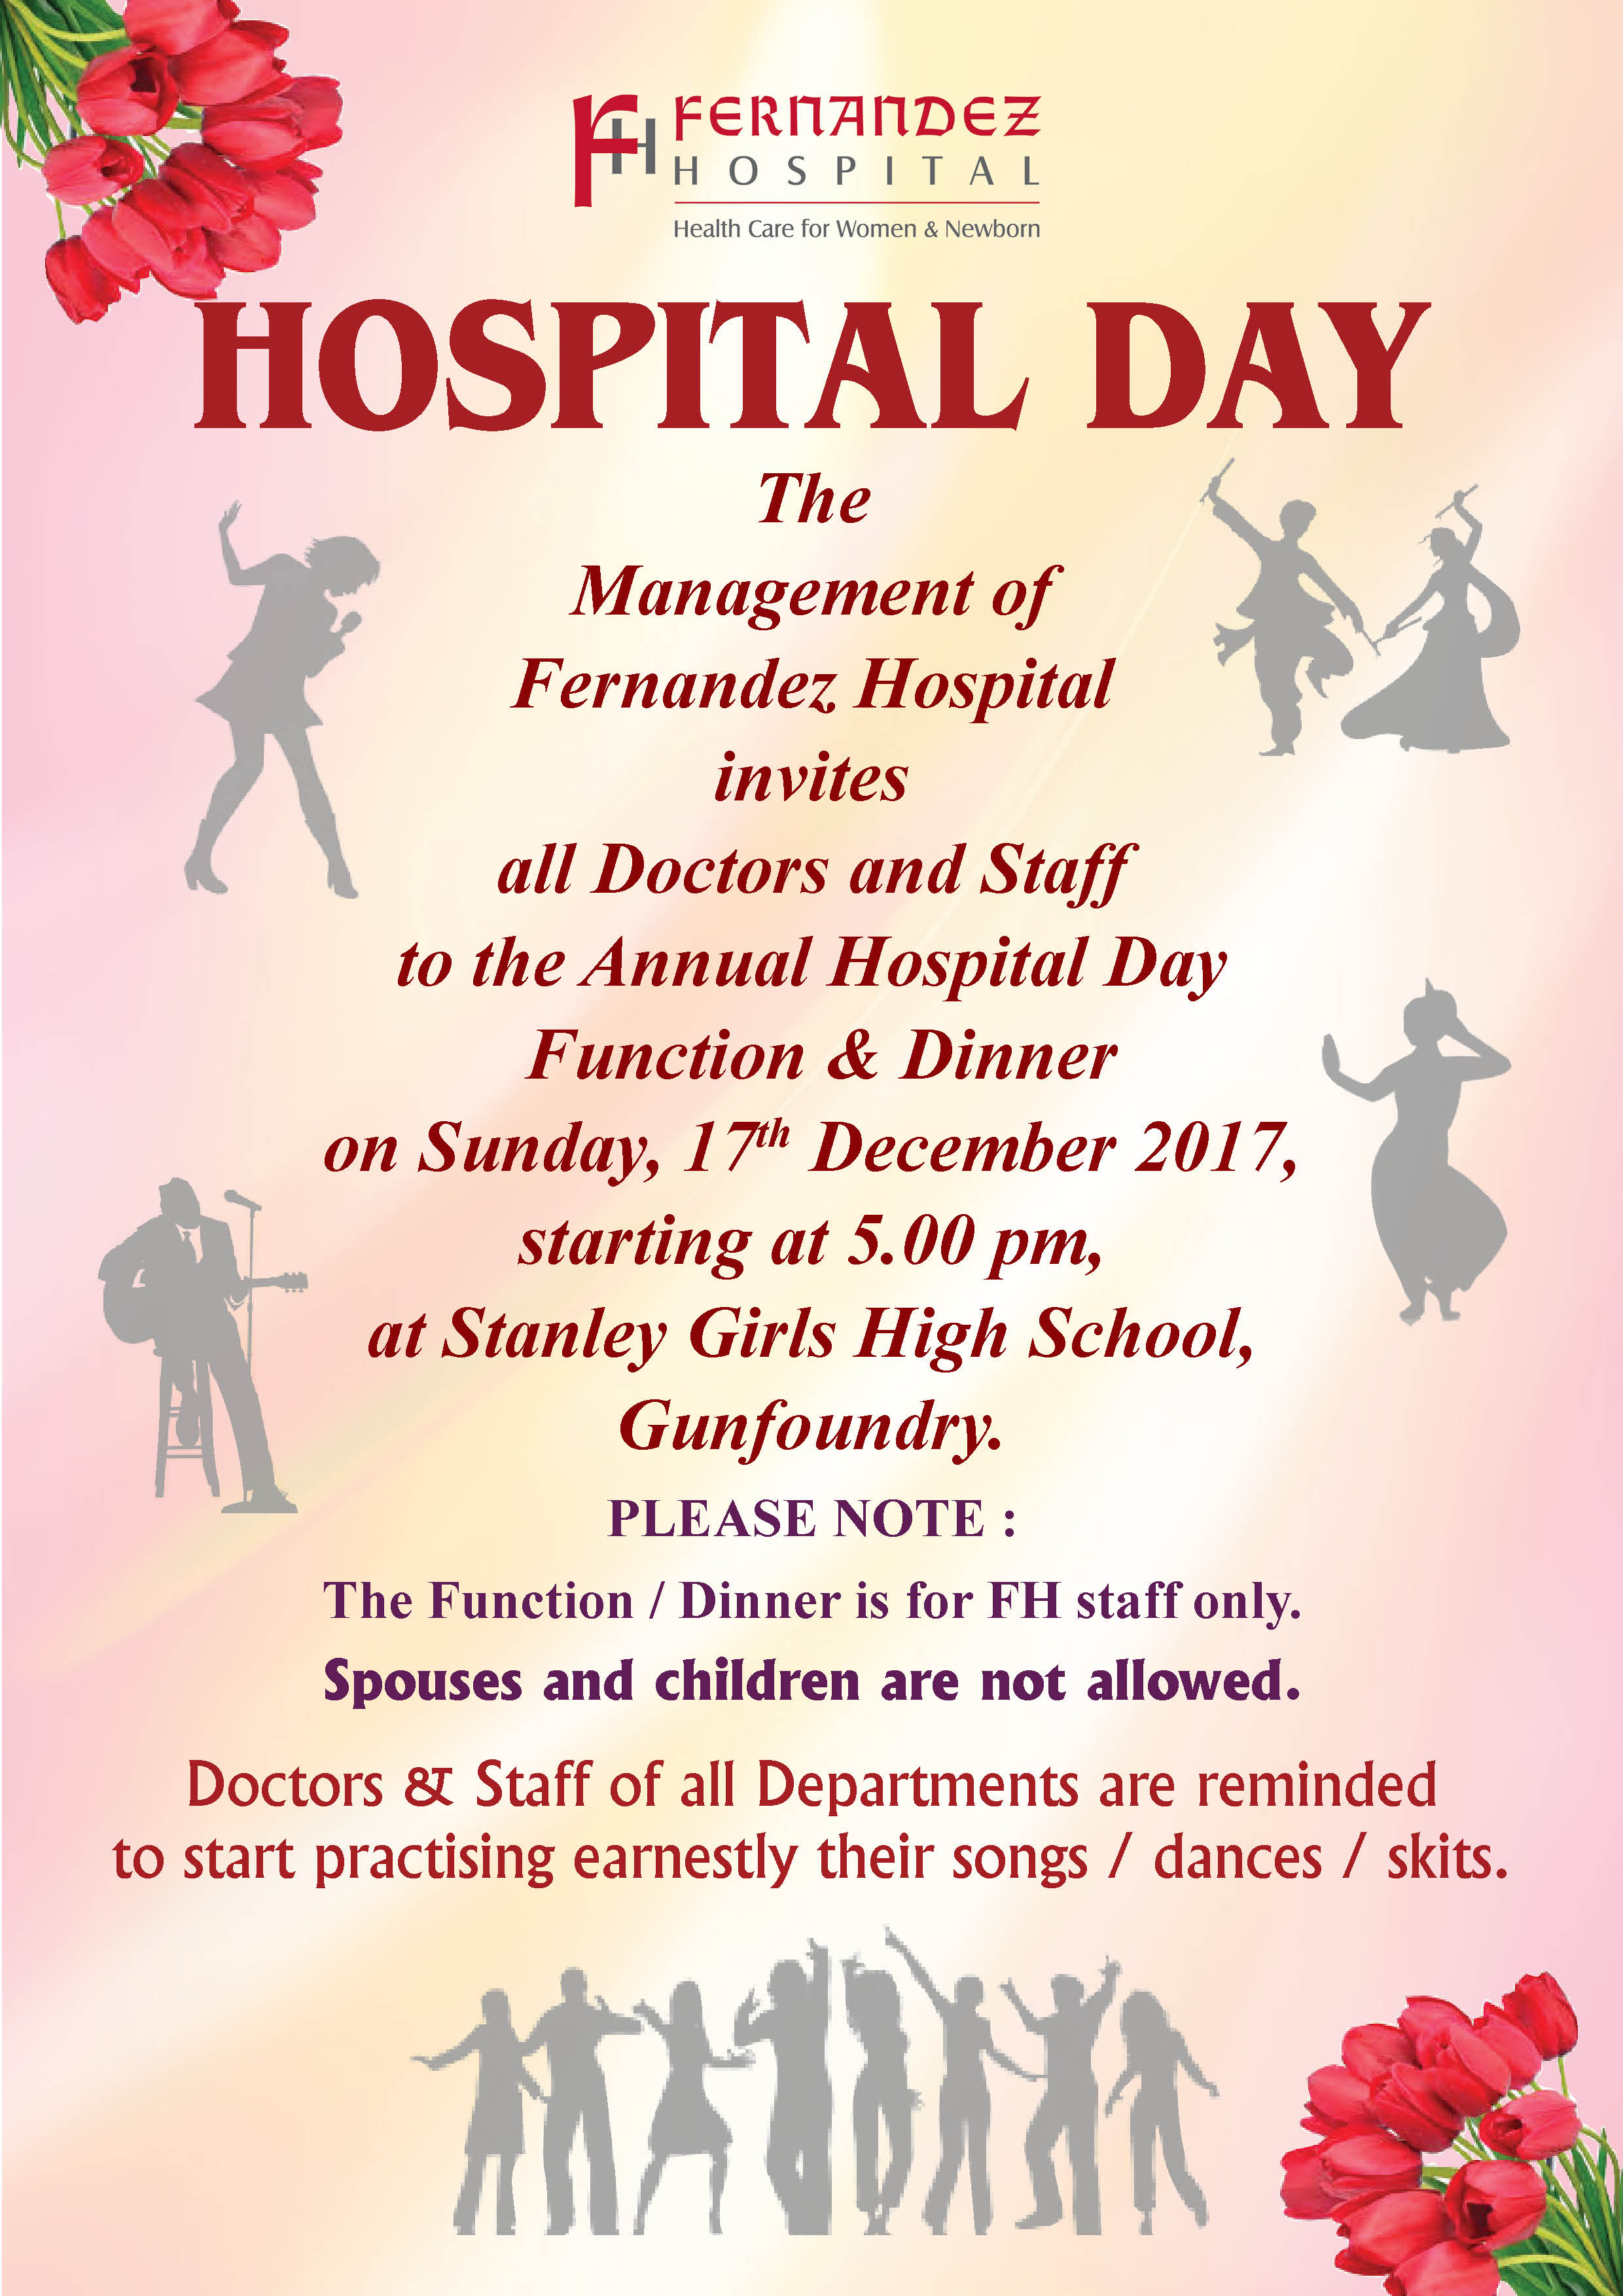 FH FERNANDEZ
HOSPITAL
Health Care for Women & Newborn
HOSPITAL DAY
The
Management of
Fernandez Hospital
invites
all Doctors and Staff
to the Annual Hospital Day
Function & Dinner
on Sunday, 17th December 2017,
starting at 5.00 pm,
at Stanley Girls High School,
Gunfoundry.
PLEASE NOTE :
The Function / Dinner is for FH staff only.
Spouses and children are not allowed.
Doctors & Staff of all Departments are reminded
to start practising earnestly their songs / dances / skits.